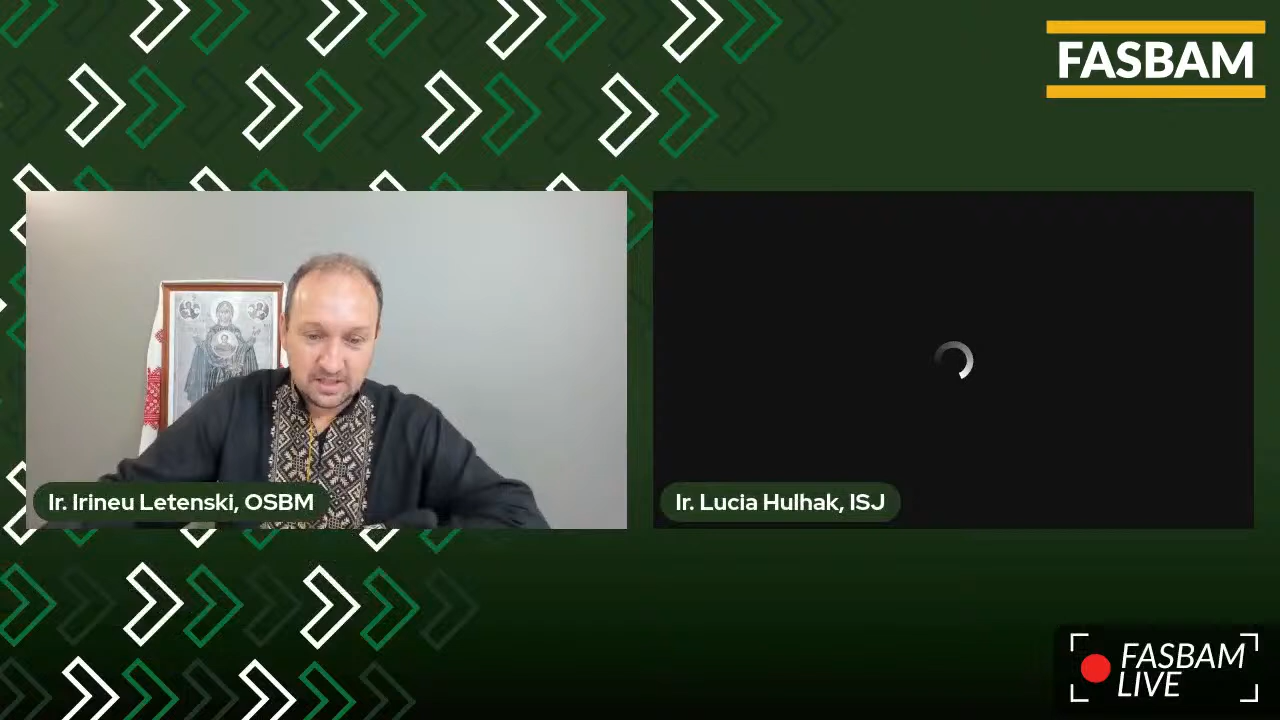 FASBAM
Ir. Irineu Letenski, OSBM
Ir. Lucia Hulhak, ISJ
FASBAM
LIVE